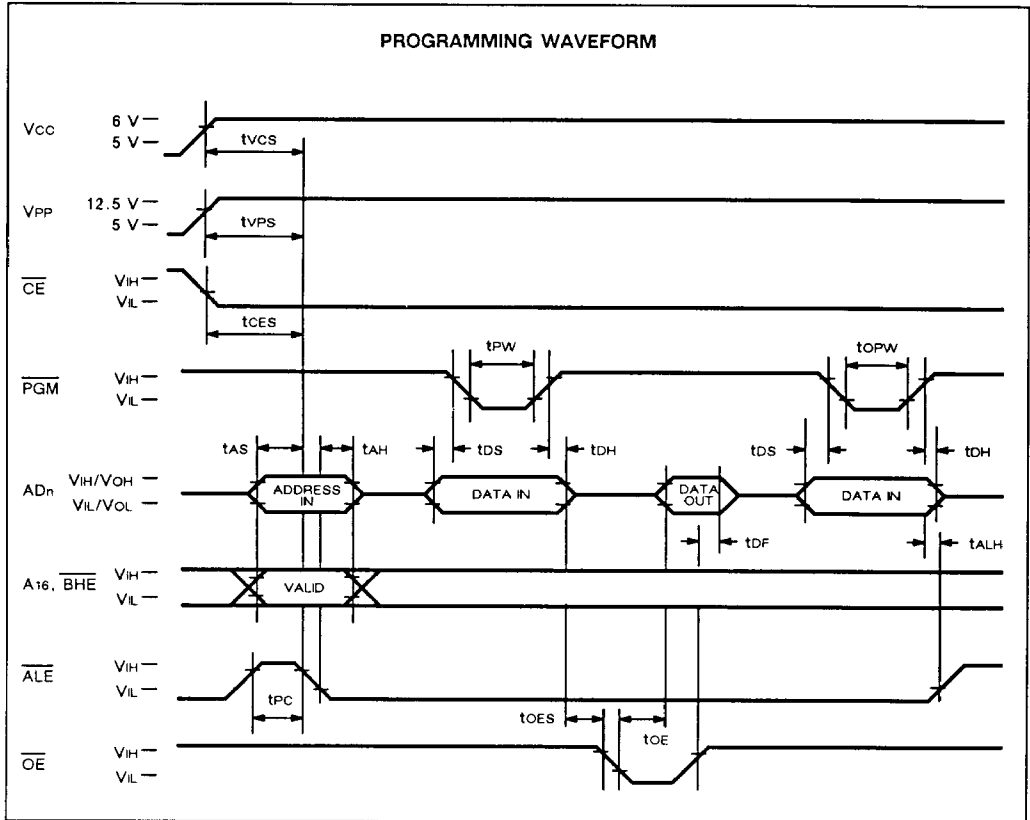 PROGRAMMING WAVEFORM
VCC 6 V
5 V
tVCS
VPP 12.5 V
5 V
tVPS
CE VIH
VIL
tCES
PGM VIH
VIL
tPW
tOPW
tAS
tAH
tDS
tDH
tDS
tDH
ADn VIH/VOH
VIL/VOL
ADDRESS IN
DATA IN
DATA OUT
DATA IN
tDF
tALH
A16, BHE VIH
VIL
VALID
ALE VIH
VIL
tPC
tOES
tOE
OE VIH
VIL